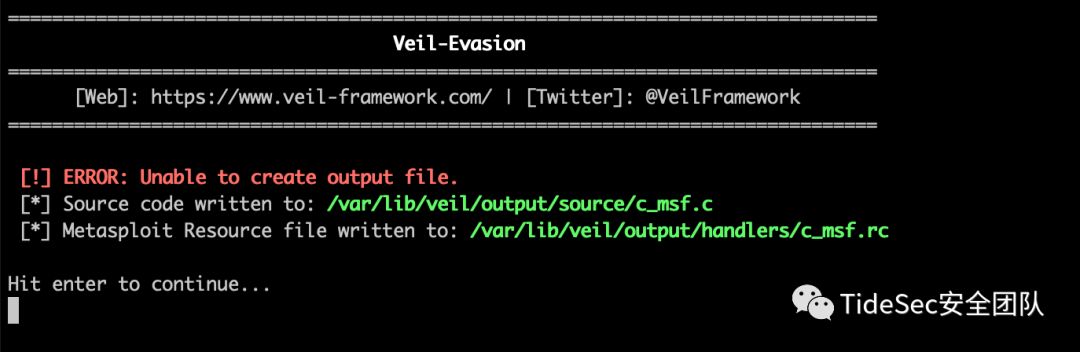 ===============================================================================
Veil-Evasion
===============================================================================
[Web]: https://www.veil-framework.com/ | [Twitter]: @VeilFramework
===============================================================================
[!] ERROR: Unable to create output file.
[*] Source code written to: /var/lib/veil/output/source/c_msf.c
[*] Metasploit Resource file written to: /var/lib/veil/output/handlers/c_msf.rc
Hit enter to continue...
TideSec安全团队